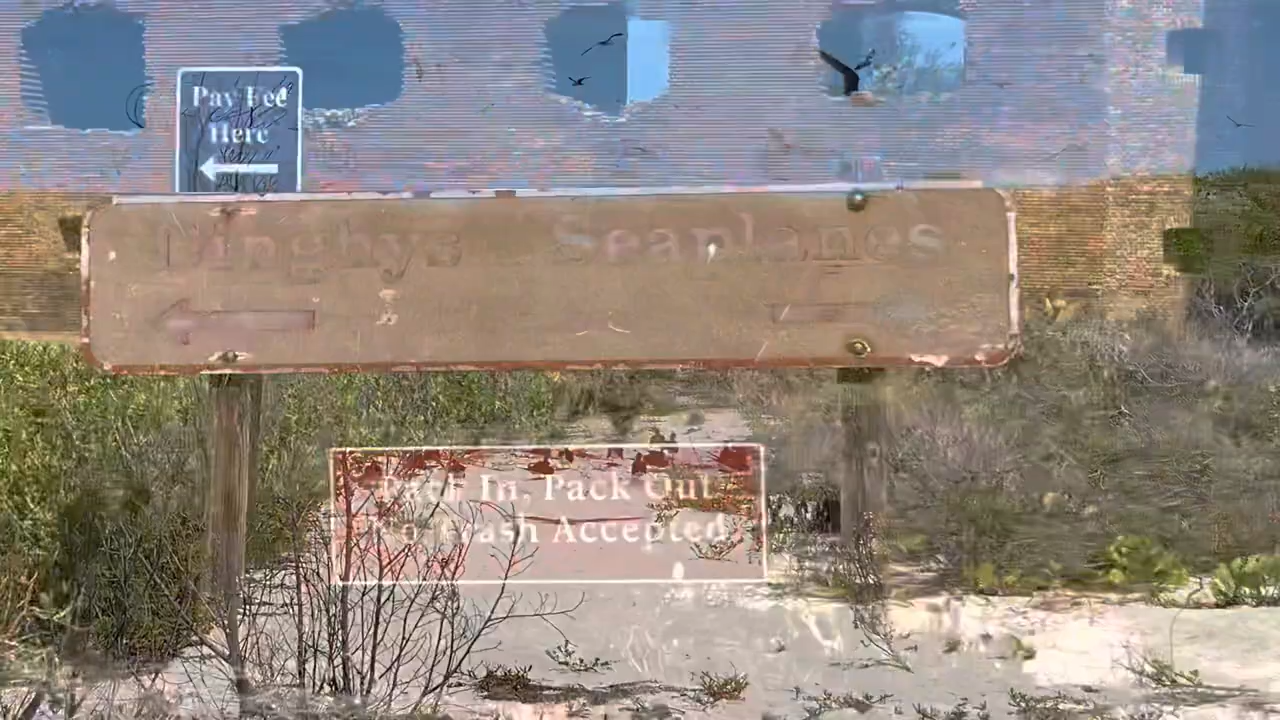 Pay Fee
Here
Dinghys Seaplanes
Pack In, Pack Out
No Trash Accepted